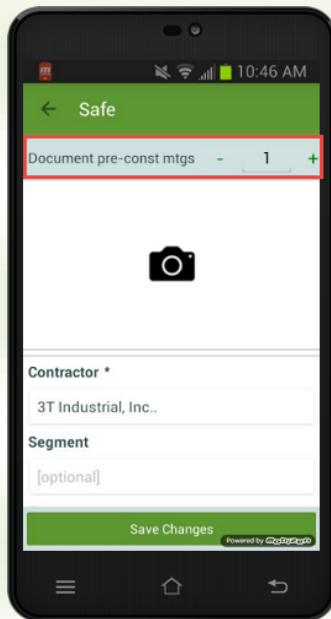 10:46 AM
Safe
Document pre-const mtgs - 1 +
Contractor *
3T Industrial, Inc..
Segment
[optional]
Save Changes
Powered by